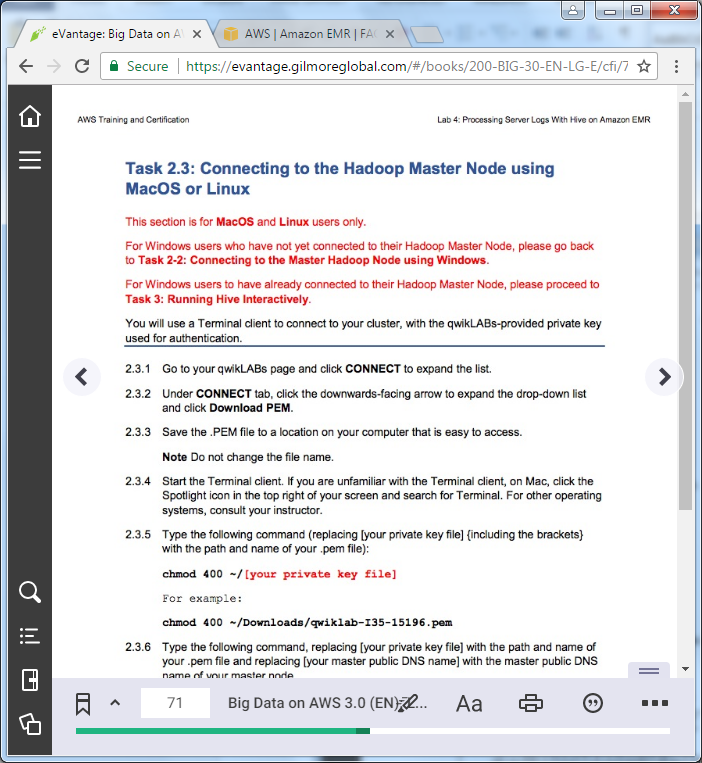 eVantage: Big Data on A
AWS | Amazon EMR | FA
Secure
https://evantage.gilmoreglobal.com/#/books/200-BIG-30-EN-LG-E/cfi/7
AWS Training and Certification
Lab 4: Processing Server Logs With Hive on Amazon EMR
Task 2.3: Connecting to the Hadoop Master Node using
MacOS or Linux
This section is for MacOS and Linux users only.
For Windows users who have not yet connected to their Hadoop Master Node, please go back
to Task 2-2: Connecting to the Master Hadoop Node using Windows.
For Windows users to have already connected to their Hadoop Master Node, please proceed to
Task 3: Running Hive Interactively.
You will use a Terminal client to connect to your cluster, with the qwikLABs-provided private key
used for authentication.
2.3.1 Go to your qwikLABs page and click CONNECT to expand the list.
2.3.2 Under CONNECT tab, click the downwards-facing arrow to expand the drop-down list
and click Download PEM.
2.3.3 Save the .PEM file to a location on your computer that is easy to access.
Note Do not change the file name.
2.3.4 Start the Terminal client. If you are unfamiliar with the Terminal client, on Mac, click the
Spotlight icon in the top right of your screen and search for Terminal. For other operating
systems, consult your instructor.
2.3.5 Type the following command (replacing [your private key file] {including the brackets}
with the path and name of your .pem file):
chmod 400 ~/[your private key file]
For example:
chmod 400 ~/Downloads/qwiklab-I35-15196.pem
2.3.6 Type the following command, replacing [your private key file] with the path and name of
your .pem file and replacing [your master public DNS name] with the master public DNS
name of your master node
71
Big Data on AWS 3.0 (EN)
Aa